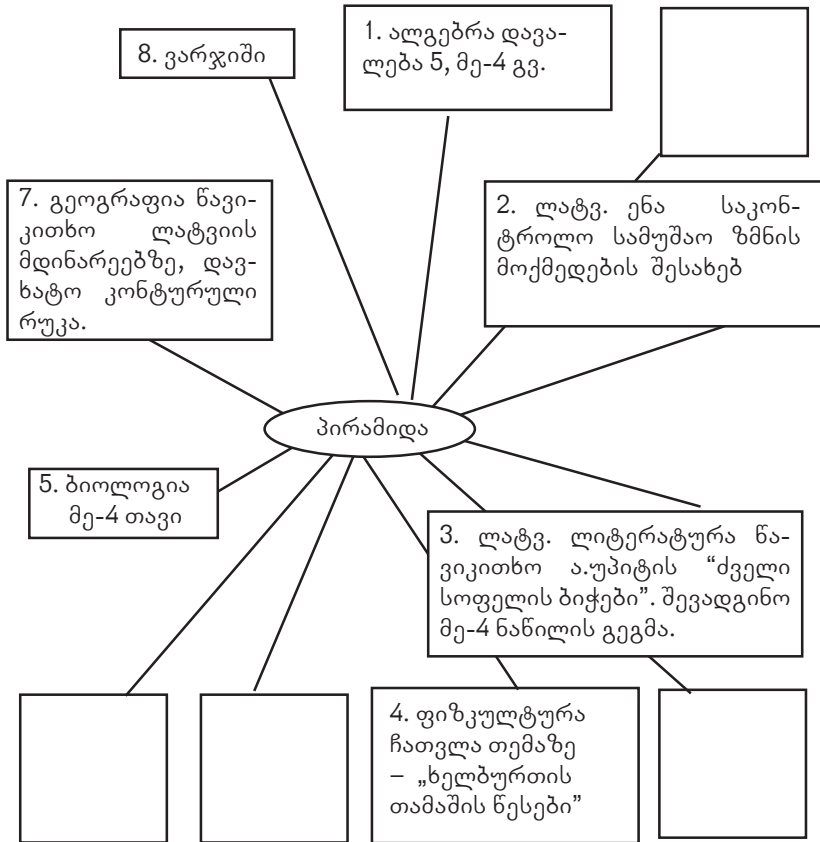 8. ვარჯიში
1. ალგებრა დავა-
ლება 5, მე-4 გვ.
7. გეოგრაფია წავი-
კითხო ლატვიის
მდინარეებზე, დავ-
ხატო კონტურული
რუკა.
2. ლატვ. ენა საკონ-
ტროლო სამუშაო ზმნის
მოქმედების შესახებ
პირამიდა
5. ბიოლოგია
მე-4 თავი
3. ლატვ. ლიტერატურა წა-
ვიკითხო ა.უპიტის “ძველი
სოფელის ბიჭები”. შევადგინო
მე-4 ნაწილის გეგმა.
4. ფიზკულტურა
ჩათვლა თემაზე
– „ხელბურთის
თამაშის წესები”